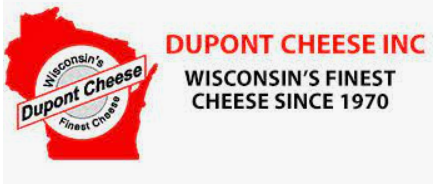 Wisconsin's
Dupont Cheese
Finest Cheese
DUPONT CHEESE INC
WISCONSIN'S FINEST
CHEESE SINCE 1970